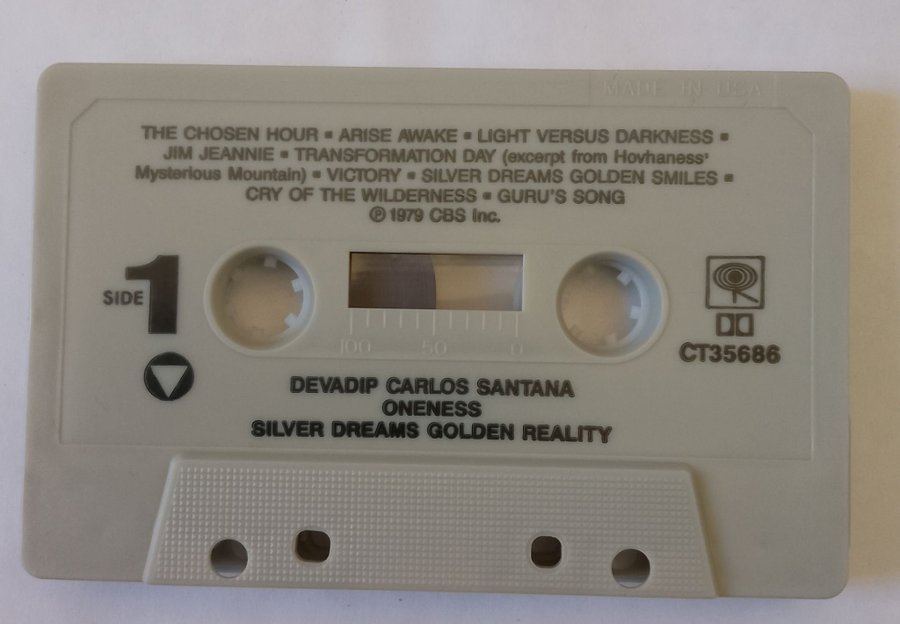 MADE IN USA
THE CHOSEN HOUR ▪ ARISE AWAKE ▪ LIGHT VERSUS DARKNESS ▪
JIM JEANNIE ▪ TRANSFORMATION DAY (excerpt from Hovhaness'
Mysterious Mountain) ▪ VICTORY ▪ SILVER DREAMS GOLDEN SMILES ▪
CRY OF THE WILDERNESS ▪ GURU'S SONG
℗ 1979 CBS Inc.
SIDE 1
100 50 0
CT35686
DEVADIP CARLOS SANTANA
ONENESS
SILVER DREAMS GOLDEN REALITY